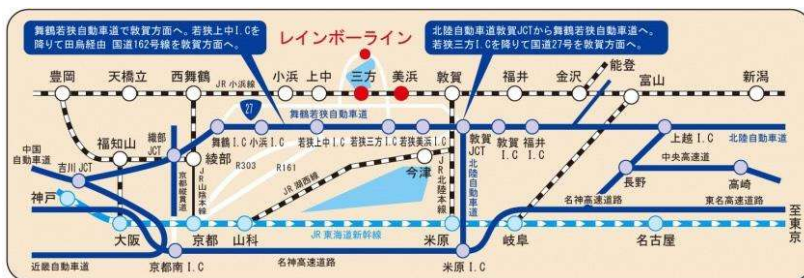 舞鶴若狭自動車道で敦賀方面へ。若狭上中I.Cを
降りて田烏経由 国道162号線を敦賀方面へ。
北陸自動車道敦賀JCTから舞鶴若狭自動車道へ。
若狭三方I.Cを降りて国道27号を敦賀方面へ。
レインボーライン
豊岡
天橋立
西舞鶴
JR小浜線
小浜
上中
三方
美浜
敦賀
福井
金沢
能登
富山
新潟
27
舞鶴若狭自動車道
中国
自動車道
吉川JCT
福知山
綾部
JCT
綾部
舞鶴I.C
小浜I.C
若狭上中I.C
若狭三方I.C
若狭美浜I.C
敦賀
JCT
敦賀
I.C
福井
I.C
上越I.C
北陸自動車道
R303
R161
JR湖西線
今津
JR北陸本線
北陸自動車道
京都縦貫道
JR山陰本線
長野
中央高速道
高崎
名神高速道路
東名高速道路
神戸
大阪
京都
山科
JR東海道新幹線
米原
岐阜
名古屋
至東京
近畿自動車道
京都南I.C
名神高速道路
米原I.C